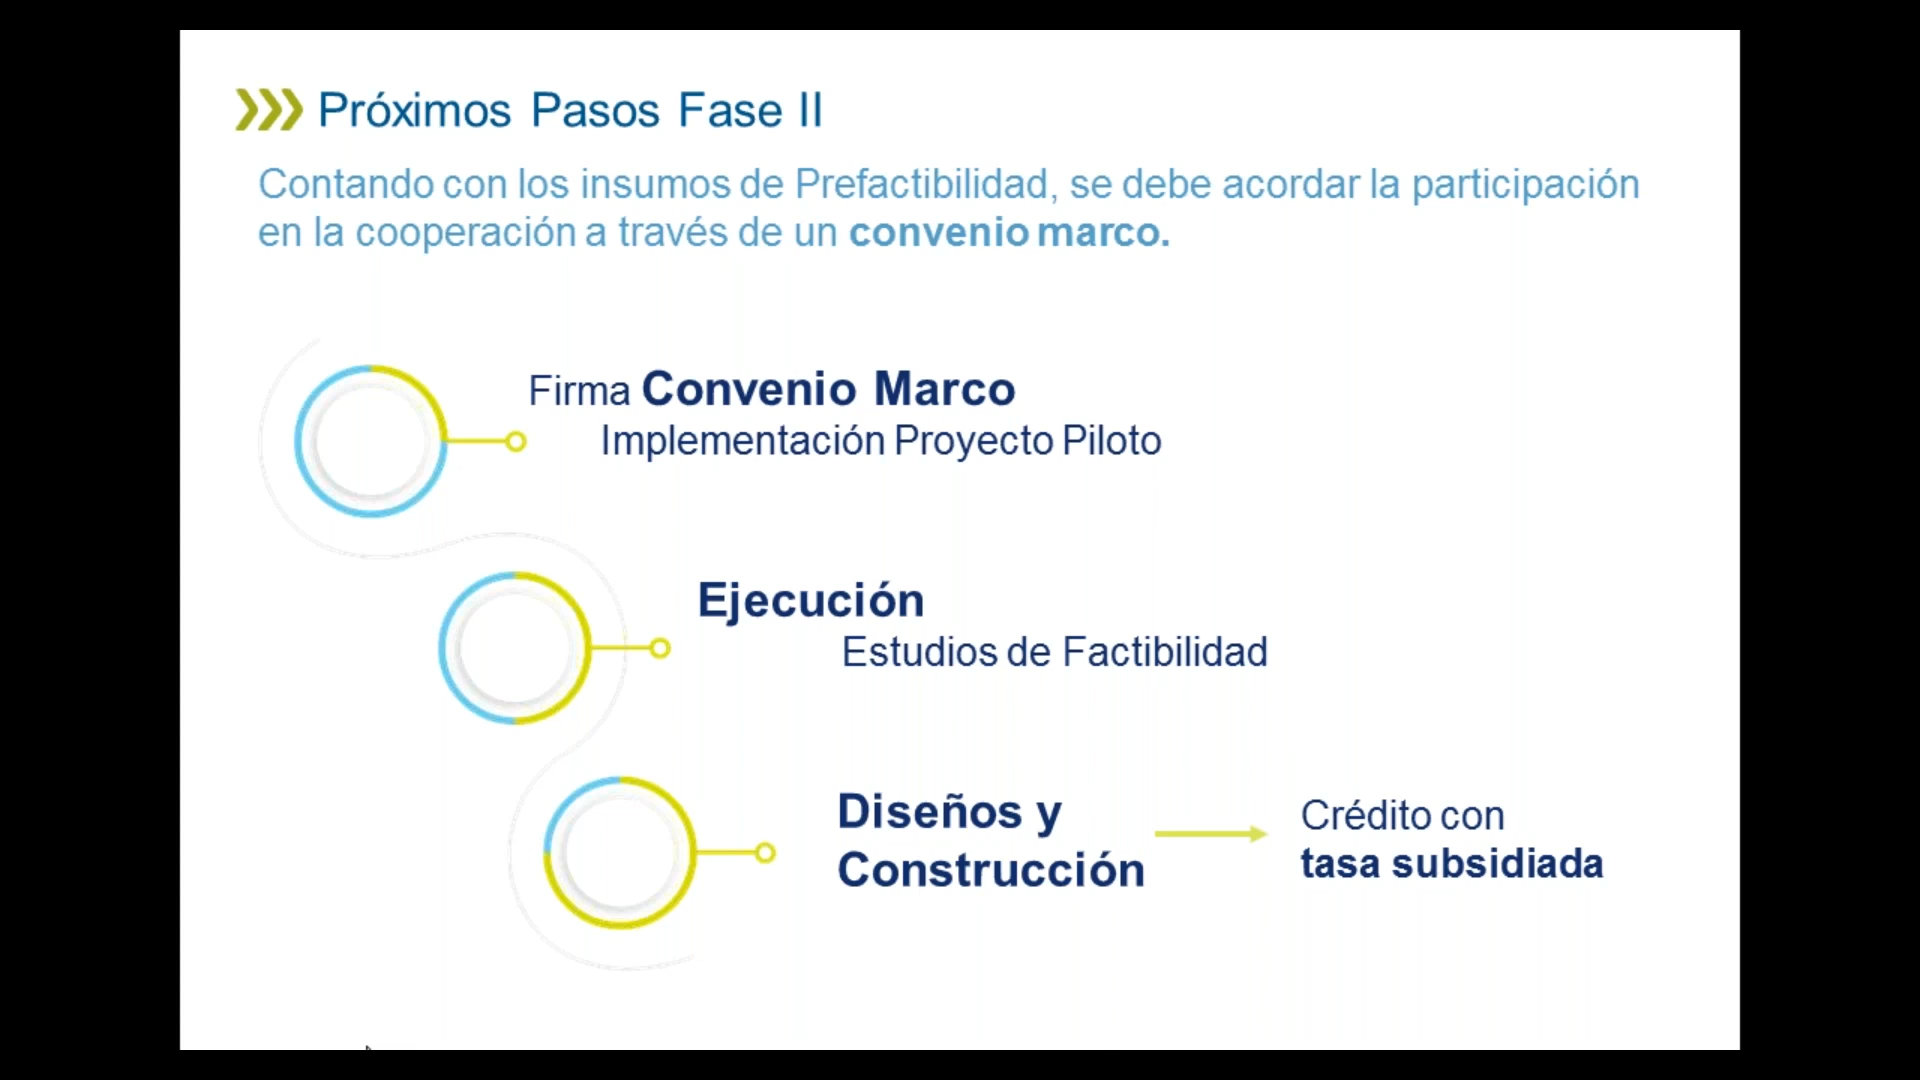 Próximos Pasos Fase II
Contando con los insumos de Prefactibilidad, se debe acordar la participación
en la cooperación a través de un convenio marco.
Firma Convenio Marco
Implementación Proyecto Piloto
Ejecución
Estudios de Factibilidad
Diseños y
Construcción
Crédito con
tasa subsidiada